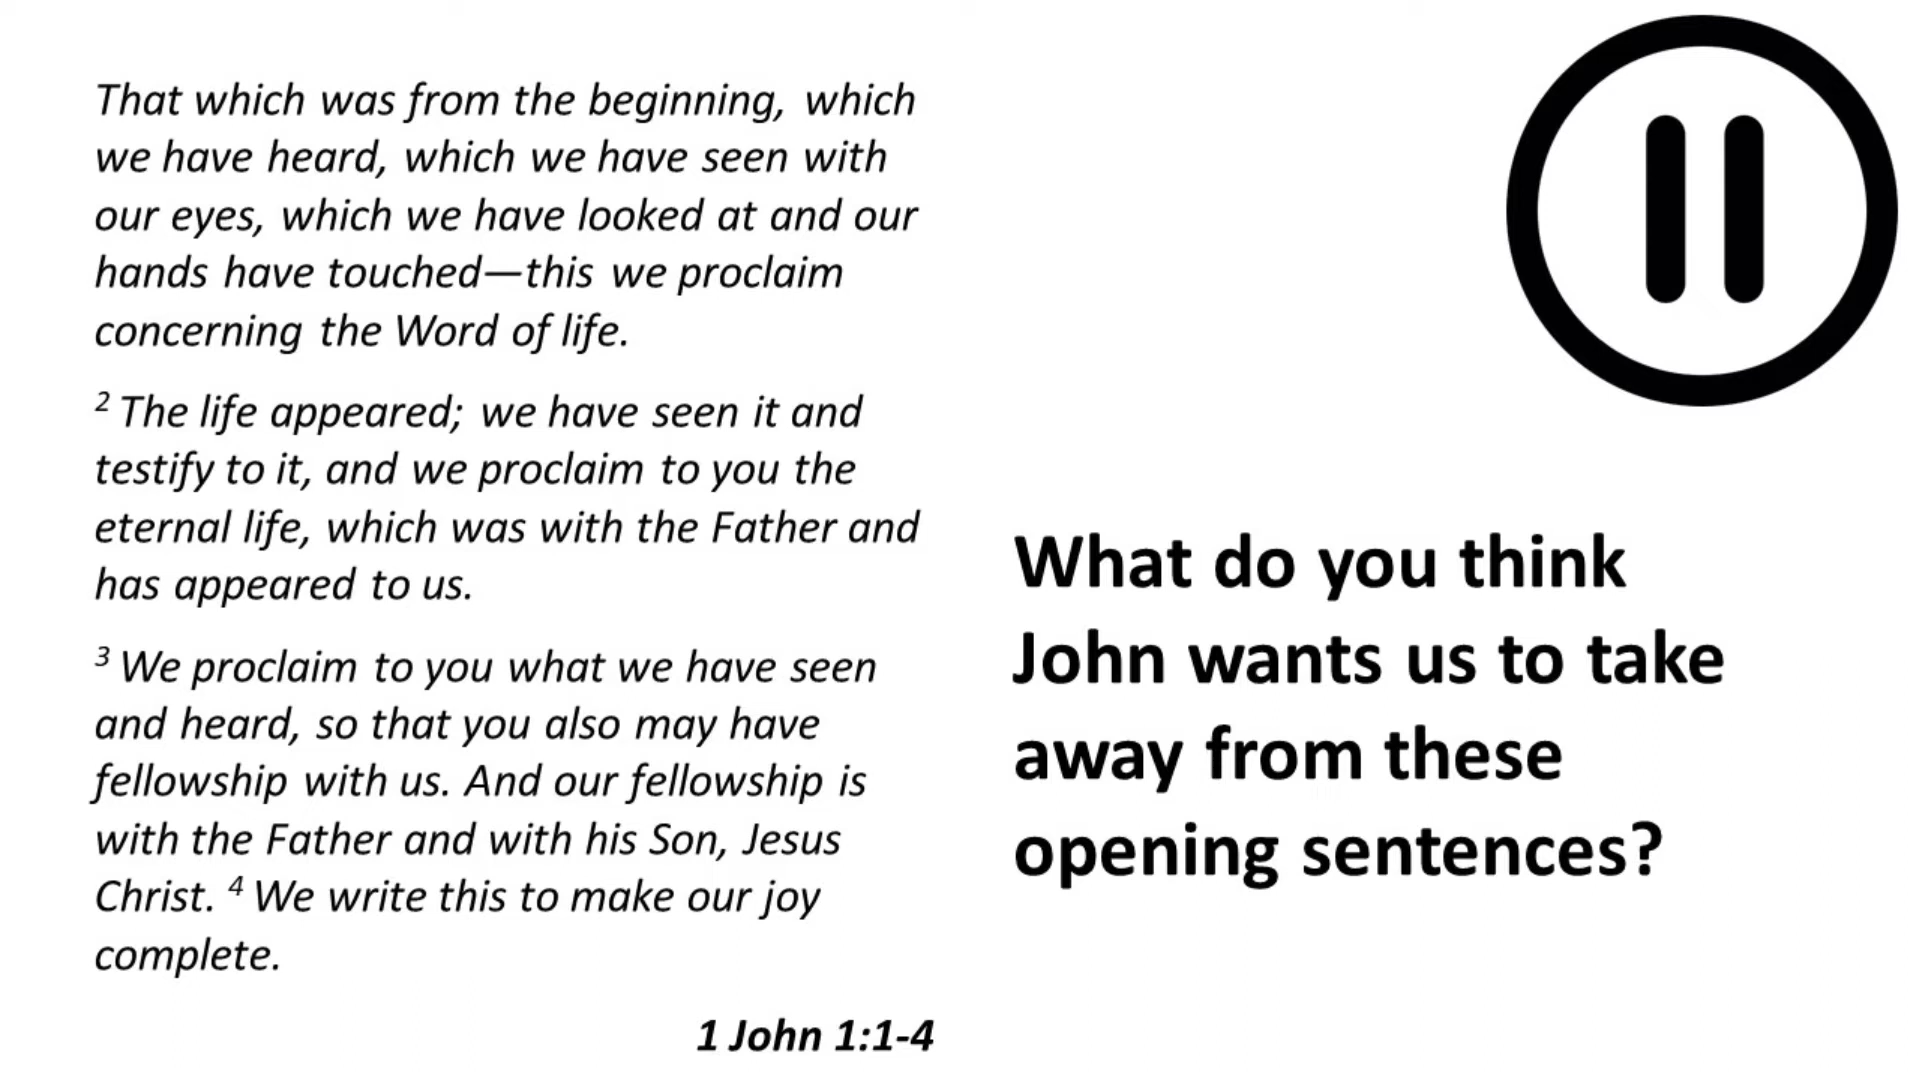 That which was from the beginning, which
we have heard, which we have seen with
our eyes, which we have looked at and our
hands have touched—this we proclaim
concerning the Word of life.
2 The life appeared; we have seen it and
testify to it, and we proclaim to you the
eternal life, which was with the Father and
has appeared to us.
3 We proclaim to you what we have seen
and heard, so that you also may have
fellowship with us. And our fellowship is
with the Father and with his Son, Jesus
Christ. 4 We write this to make our joy
complete.
1 John 1:1-4
What do you think
John wants us to take
away from these
opening sentences?